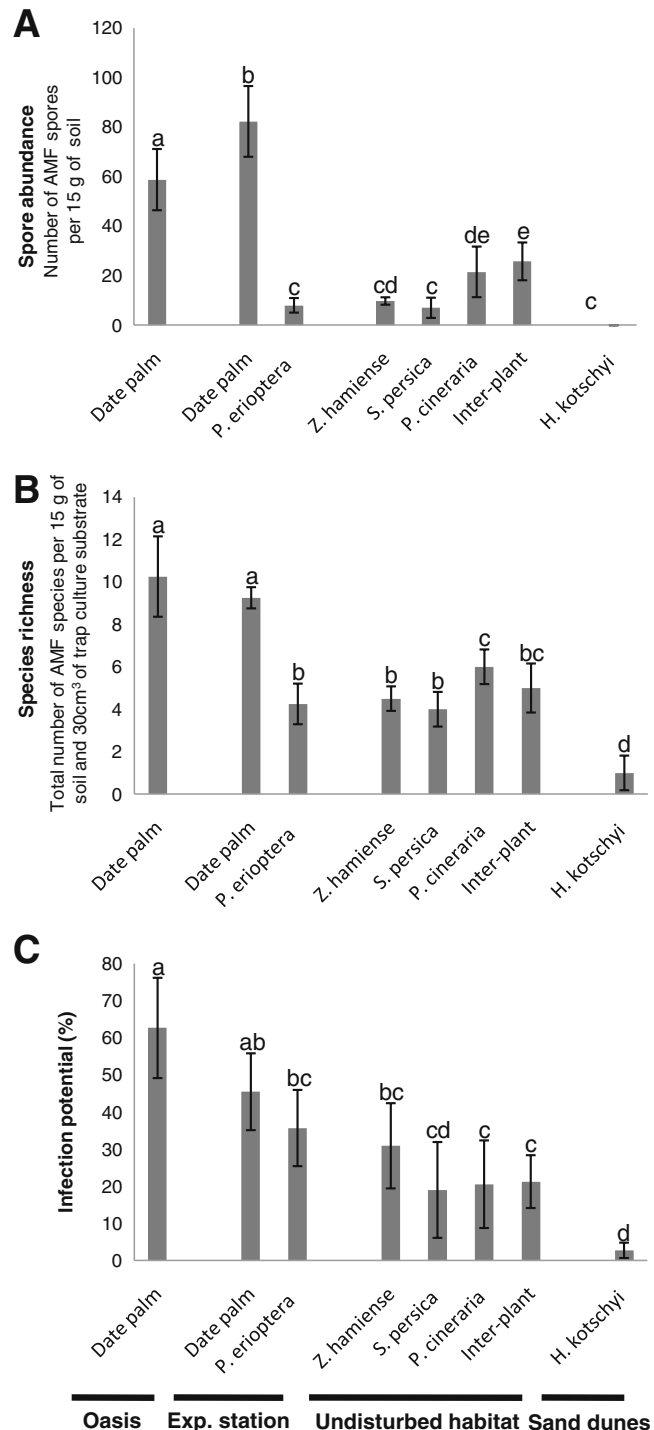 A
Spore abundance
Number of AMF spores
per 15 g of soil
120
100
80
60
40
20
0
a
b
c
cd
c
de
e
c
Date palm
Date palm
P. erioptera
Z. hamiense
S. persica
P. cineraria
Inter-plant
H. kotschyi
B
Species richness
Total number of AMF species per 15 g of
soil and 30cm³ of trap culture substrate
14
12
10
8
6
4
2
0
a
a
b
b
b
c
bc
d
Date palm
Date palm
P. erioptera
Z. hamiense
S. persica
P. cineraria
Inter-plant
H. kotschyi
C
Infection potential (%)
80
70
60
50
40
30
20
10
0
a
ab
bc
bc
cd
c
c
d
Date palm
Date palm
P. erioptera
Z. hamiense
S. persica
P. cineraria
Inter-plant
H. kotschyi
Oasis Exp. station Undisturbed habitat Sand dunes